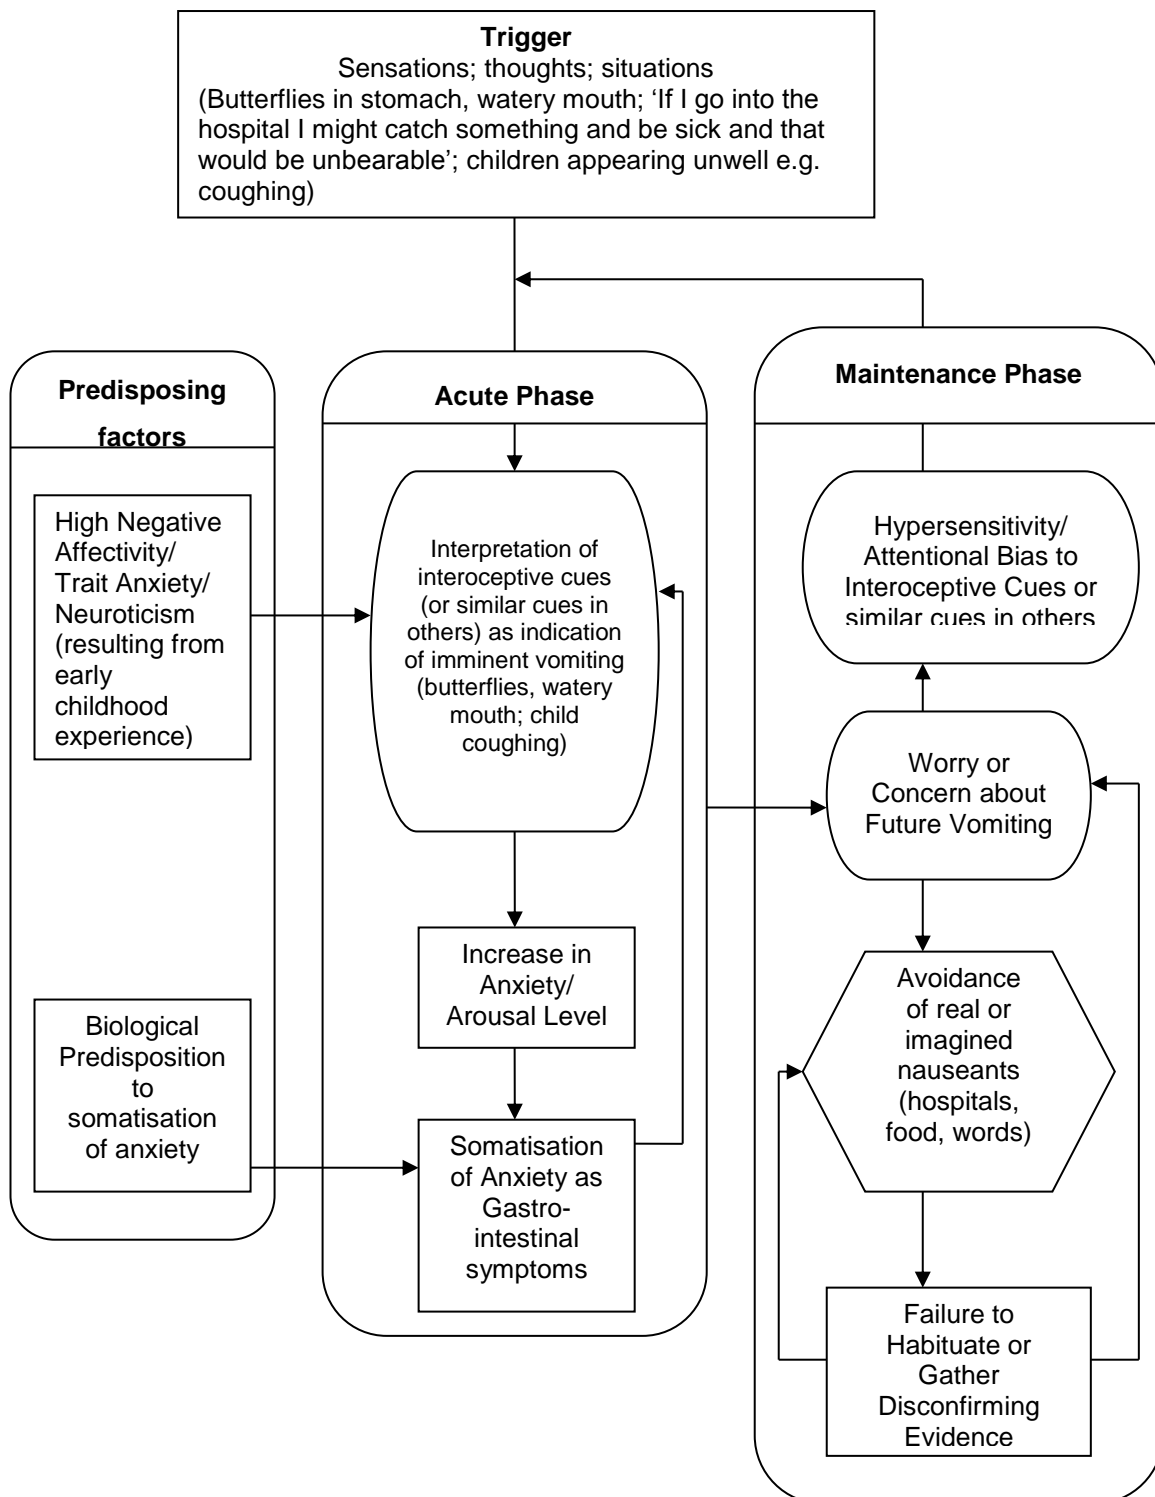 Trigger
Sensations; thoughts; situations
(Butterflies in stomach, watery mouth; ‘If I go into the
hospital I might catch something and be sick and that
would be unbearable’; children appearing unwell e.g.
coughing)
Predisposing
factors
High Negative
Affectivity/
Trait Anxiety/
Neuroticism
(resulting from
early
childhood
experience)
Biological
Predisposition
to
somatisation
of anxiety
Acute Phase
Interpretation of
interoceptive cues
(or similar cues in
others) as indication
of imminent vomiting
(butterflies, watery
mouth; child
coughing)
Increase in
Anxiety/
Arousal Level
Somatisation
of Anxiety as
Gastro-
intestinal
symptoms
Maintenance Phase
Hypersensitivity/
Attentional Bias to
Interoceptive Cues or
similar cues in others
Worry or
Concern about
Future Vomiting
Avoidance
of real or
imagined
nauseants
(hospitals,
food, words)
Failure to
Habituate or
Gather
Disconfirming
Evidence